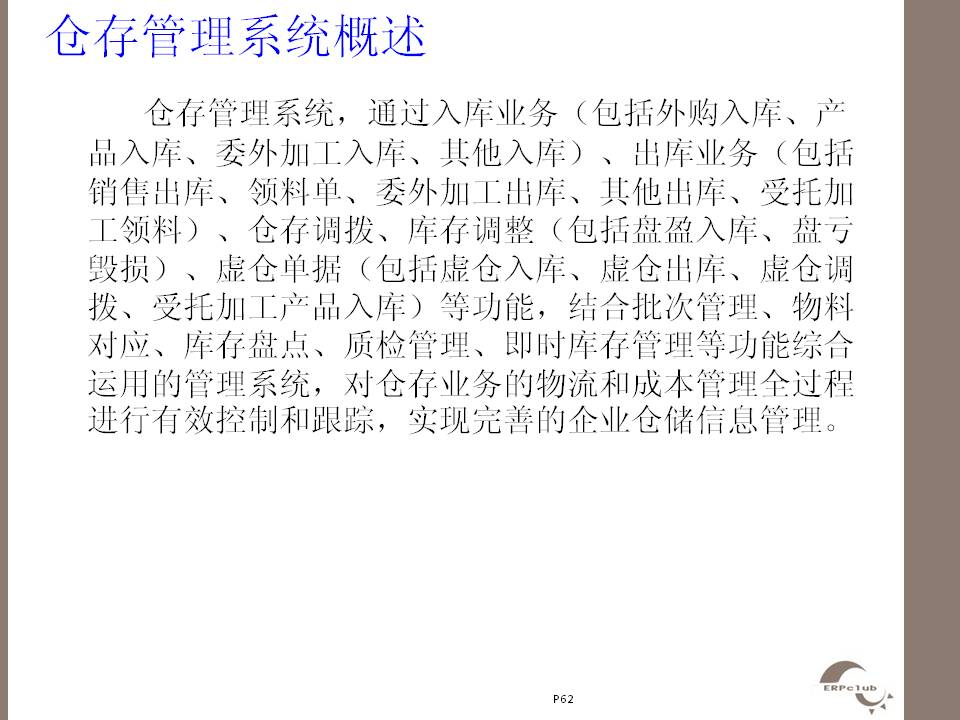 仓存管理系统概述
仓存管理系统，通过入库业务（包括外购入库、产
品入库、委外加工入库、其他入库）、出库业务（包括
销售出库、领料单、委外加工出库、其他出库、受托加
工领料）、仓存调拨、库存调整（包括盘盈入库、盘亏
毁损）、虚仓单据（包括虚仓入库、虚仓出库、虚仓调
拨、受托加工产品入库）等功能，结合批次管理、物料
对应、库存盘点、质检管理、即时库存管理等功能综合
运用的管理系统，对仓存业务的物流和成本管理全过程
进行有效控制和跟踪，实现完善的企业仓储信息管理。
ERPclub
P62